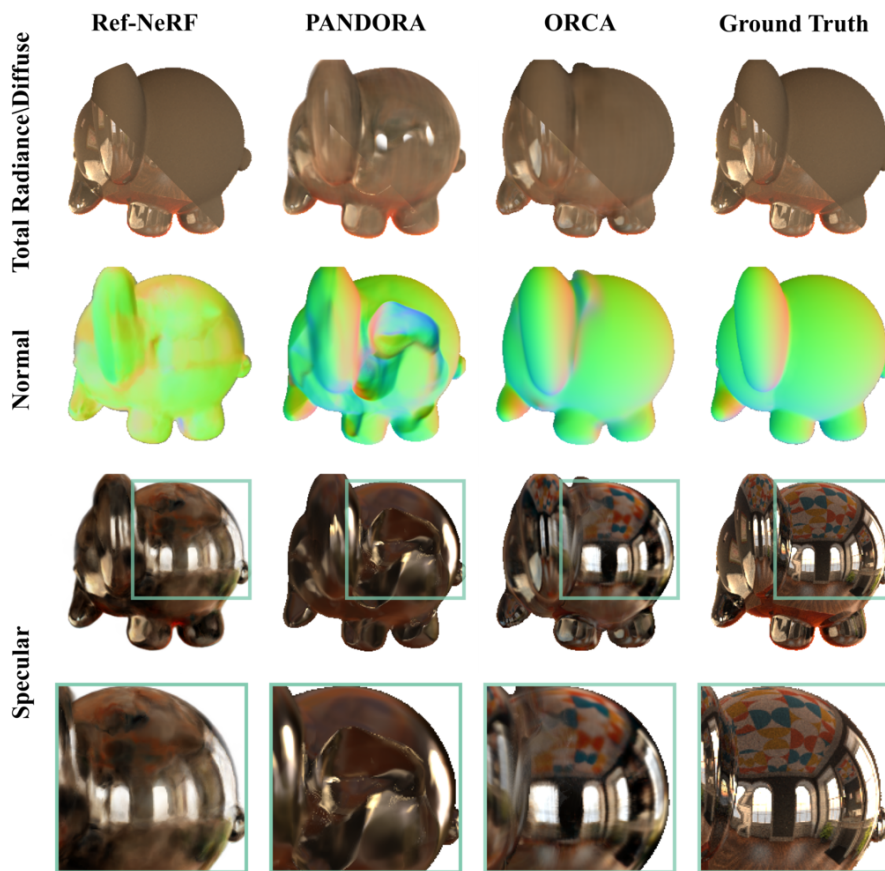 Ref-NeRF PANDORA ORCA Ground Truth
Total Radiance\Diffuse
Normal
Specular